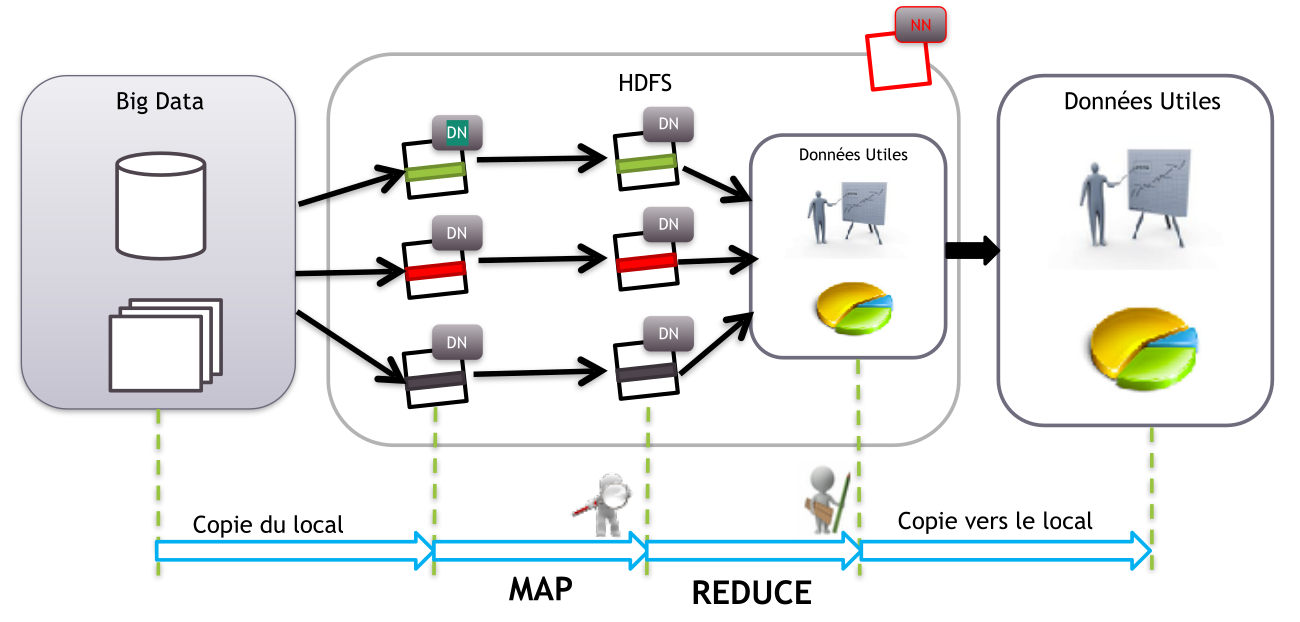 NN
HDFS
Big Data
Données Utiles
DN
DN
Données Utiles
DN
DN
DN
DN
Copie du local
Copie vers le local
MAP
REDUCE